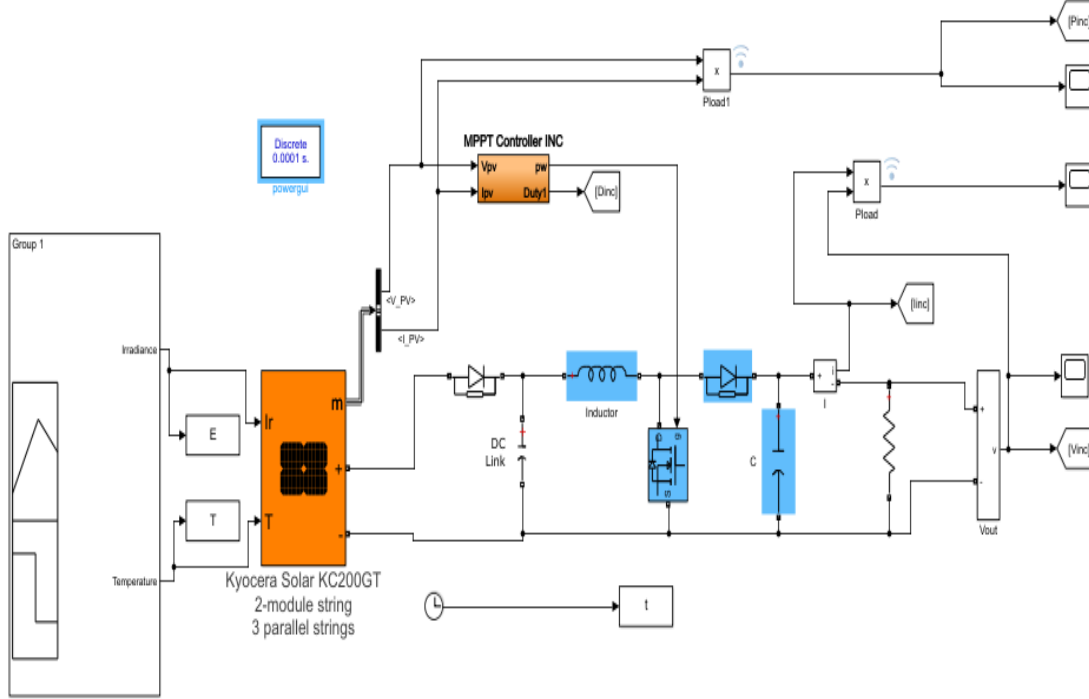 [Pinc]
x
Pload1
MPPT Controller INC
Discrete
0.0001 s.
powergui
Vpv
pw
Ipv
Duty1
[Dinc]
x
Pload
Group 1
<V_PV>
<I_PV>
[Iinc]
Irradiance
m
Ir
E
+
i
-
I
Inductor
DC
Link
C
g
S
+
v
-
[Vinc]
Vout
T
T
+
-
Temperature
Kyocera Solar KC200GT
2-module string
3 parallel strings
t